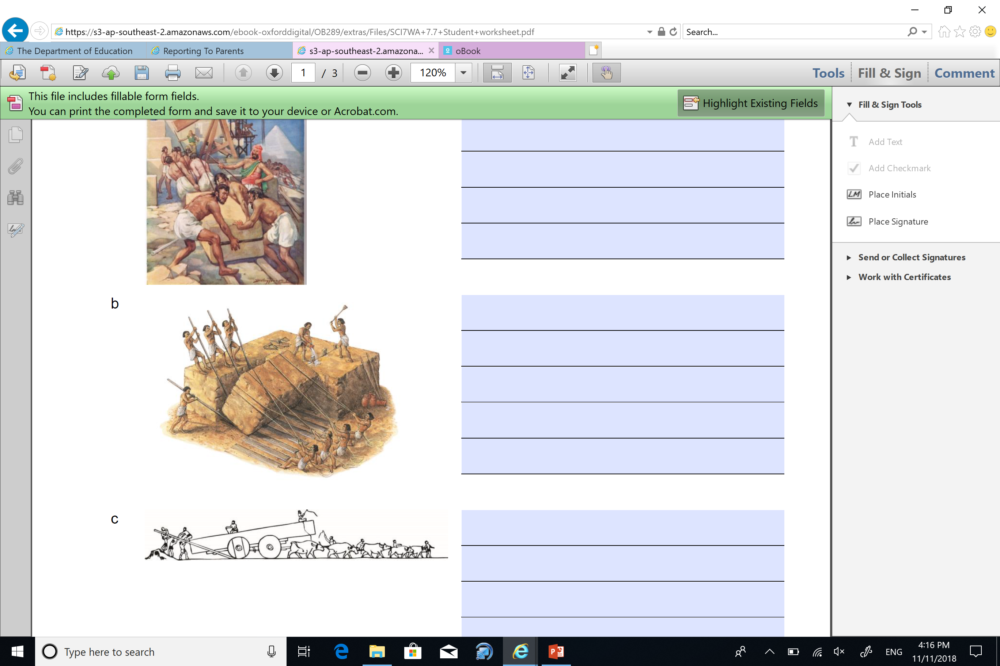 https://s3-ap-southeast-2.amazonaws.com/ebook-oxforddigital/OB289/extras/Files/SCI7WA+7.7+Student+worksheet.pdf
Search...
The Department of Education
Reporting To Parents
s3-ap-southeast-2.amazona...
oBook
1 / 3
120%
Tools
Fill & Sign
Comment
This file includes fillable form fields.
You can print the completed form and save it to your device or Acrobat.com.
Highlight Existing Fields
Fill & Sign Tools
T Add Text
Add Checkmark
LM Place Initials
Place Signature
Send or Collect Signatures
Work with Certificates
b
c
Type here to search
ENG
4:16 PM
11/11/2018